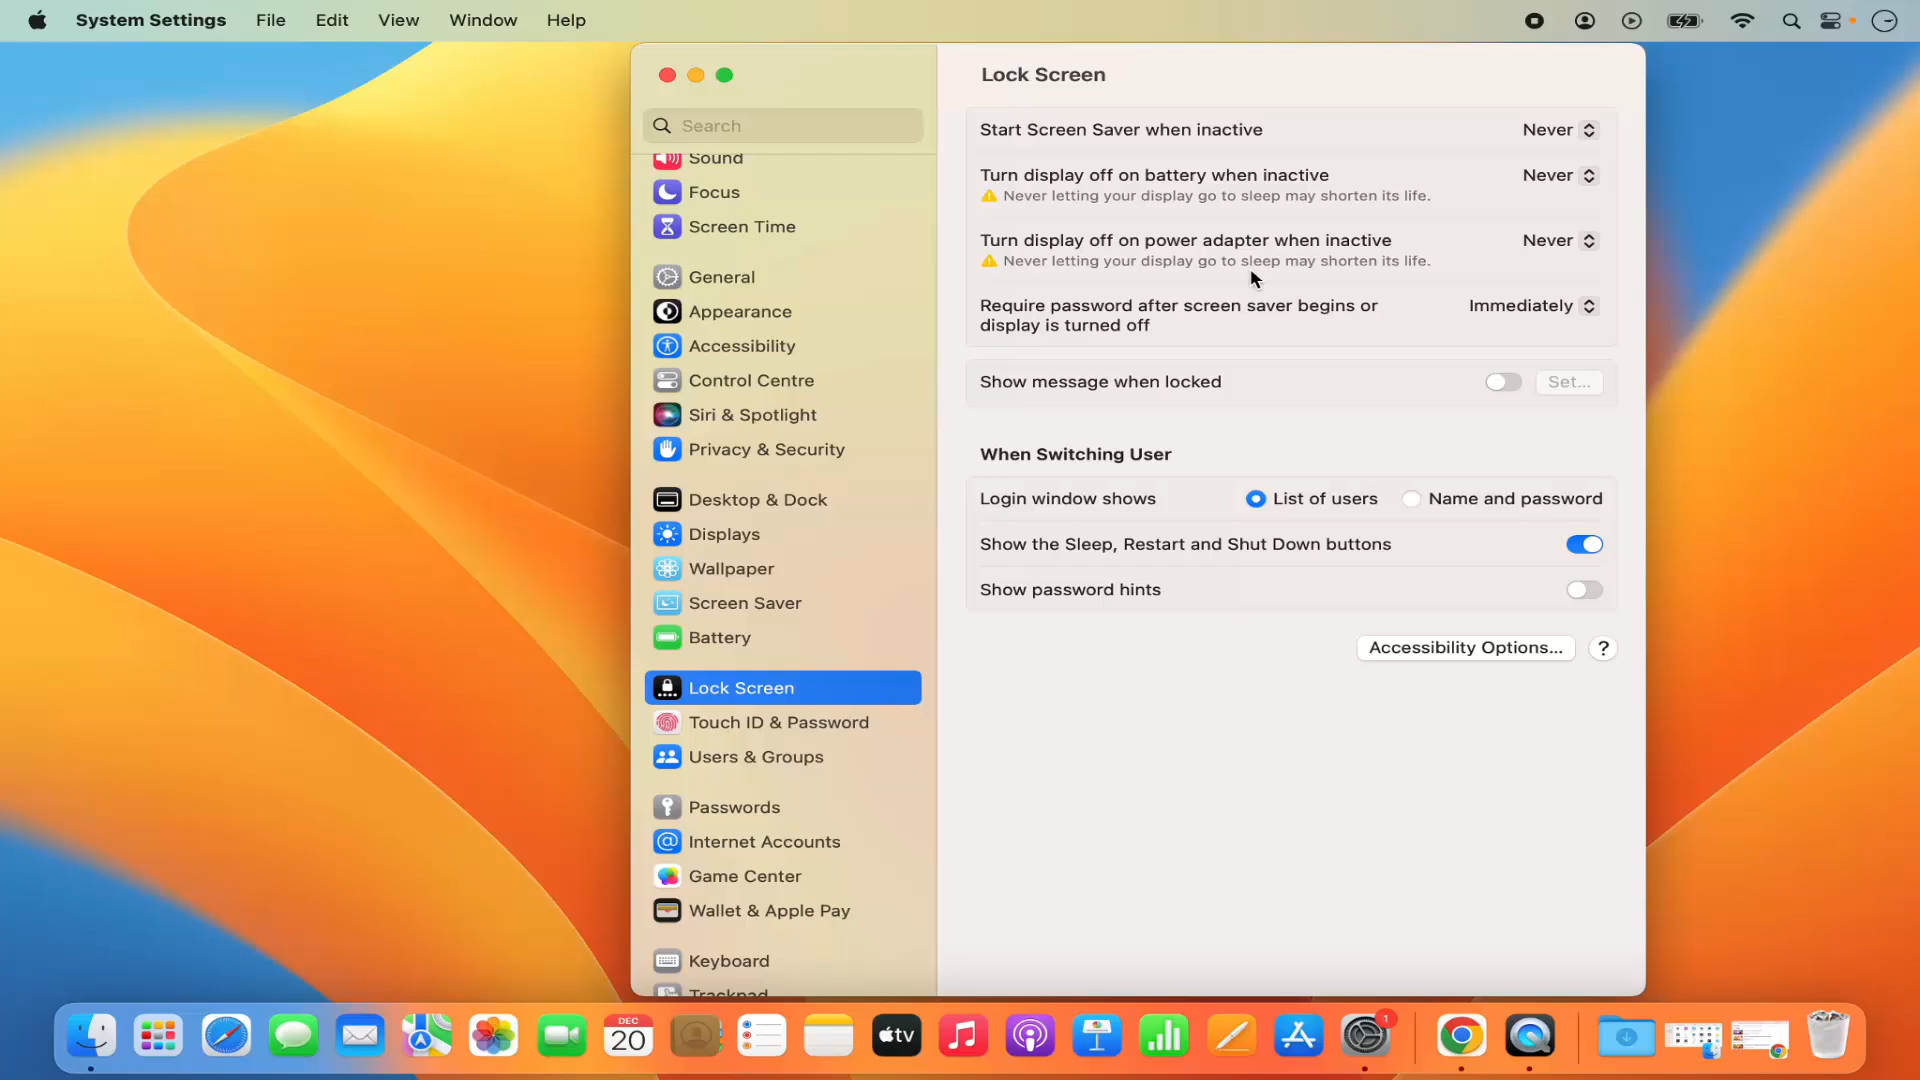 System Settings File Edit View Window Help
Search
Sound
Focus
Screen Time
General
Appearance
Accessibility
Control Centre
Siri & Spotlight
Privacy & Security
Desktop & Dock
Displays
Wallpaper
Screen Saver
Battery
Lock Screen
Touch ID & Password
Users & Groups
Passwords
Internet Accounts
Game Center
Wallet & Apple Pay
Keyboard
Trackpad
Lock Screen
Start Screen Saver when inactive Never
Turn display off on battery when inactive Never
Never letting your display go to sleep may shorten its life.
Turn display off on power adapter when inactive Never
Never letting your display go to sleep may shorten its life.
Require password after screen saver begins or Immediately
display is turned off
Show message when locked Set...
When Switching User
Login window shows List of users Name and password
Show the Sleep, Restart and Shut Down buttons
Show password hints
Accessibility Options... ?
DEC
20
tv
1